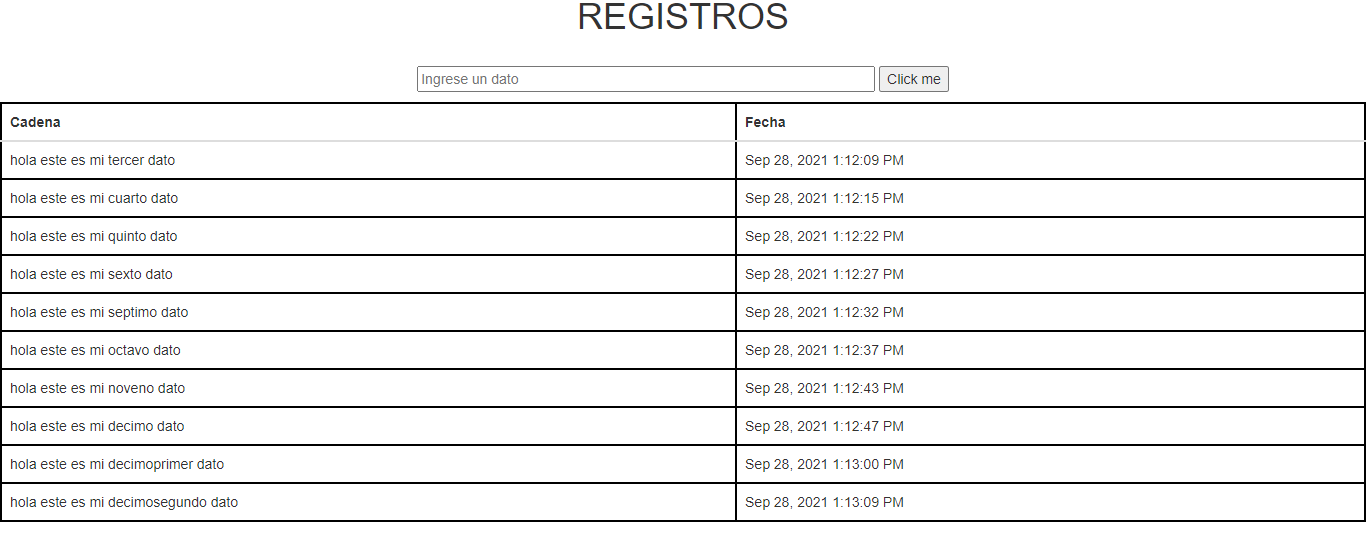 REGISTROS
Ingrese un dato Click me
Cadena Fecha
hola este es mi tercer dato Sep 28, 2021 1:12:09 PM
hola este es mi cuarto dato Sep 28, 2021 1:12:15 PM
hola este es mi quinto dato Sep 28, 2021 1:12:22 PM
hola este es mi sexto dato Sep 28, 2021 1:12:27 PM
hola este es mi septimo dato Sep 28, 2021 1:12:32 PM
hola este es mi octavo dato Sep 28, 2021 1:12:37 PM
hola este es mi noveno dato Sep 28, 2021 1:12:43 PM
hola este es mi decimo dato Sep 28, 2021 1:12:47 PM
hola este es mi decimoprimer dato Sep 28, 2021 1:13:00 PM
hola este es mi decimosegundo dato Sep 28, 2021 1:13:09 PM